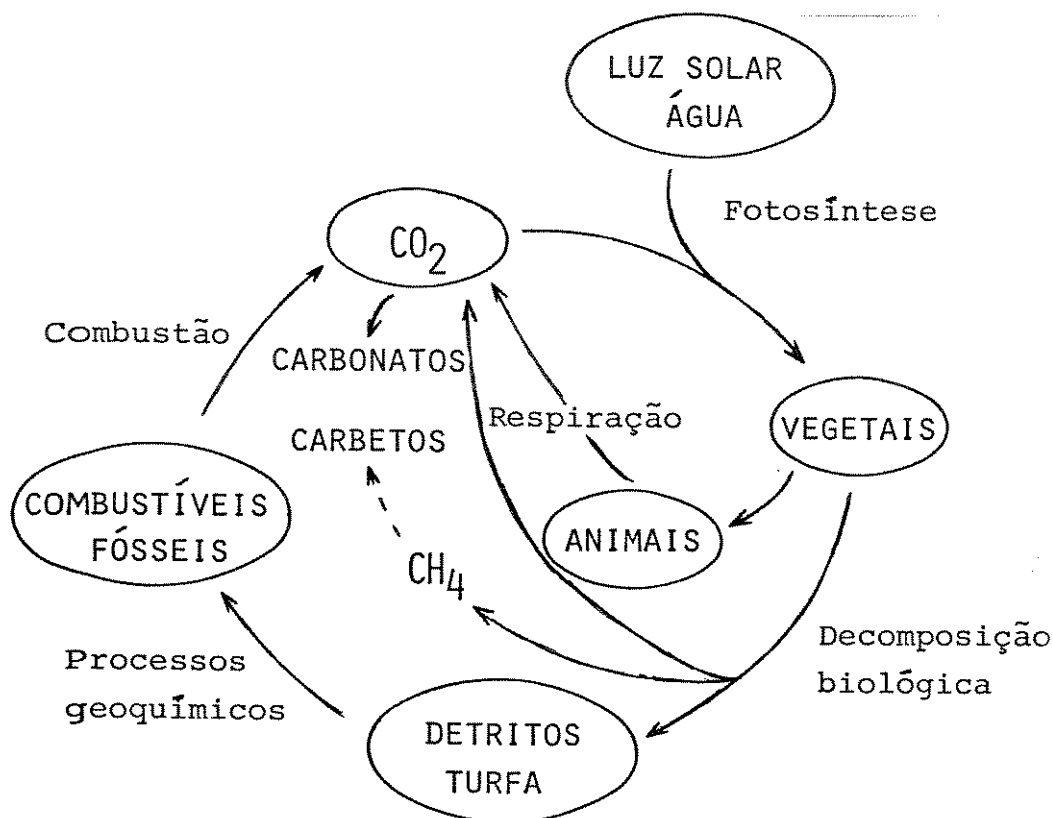 LUZ SOLAR
ÁGUA
Fotosíntese
CO₂
Combustão
CARBONATOS
Respiração
VEGETAIS
CARBETOS
COMBUSTÍVEIS
FÓSSEIS
ANIMAIS
CH₄
Decomposição
biológica
Processos
geoquímicos
DETRITOS
TURFA